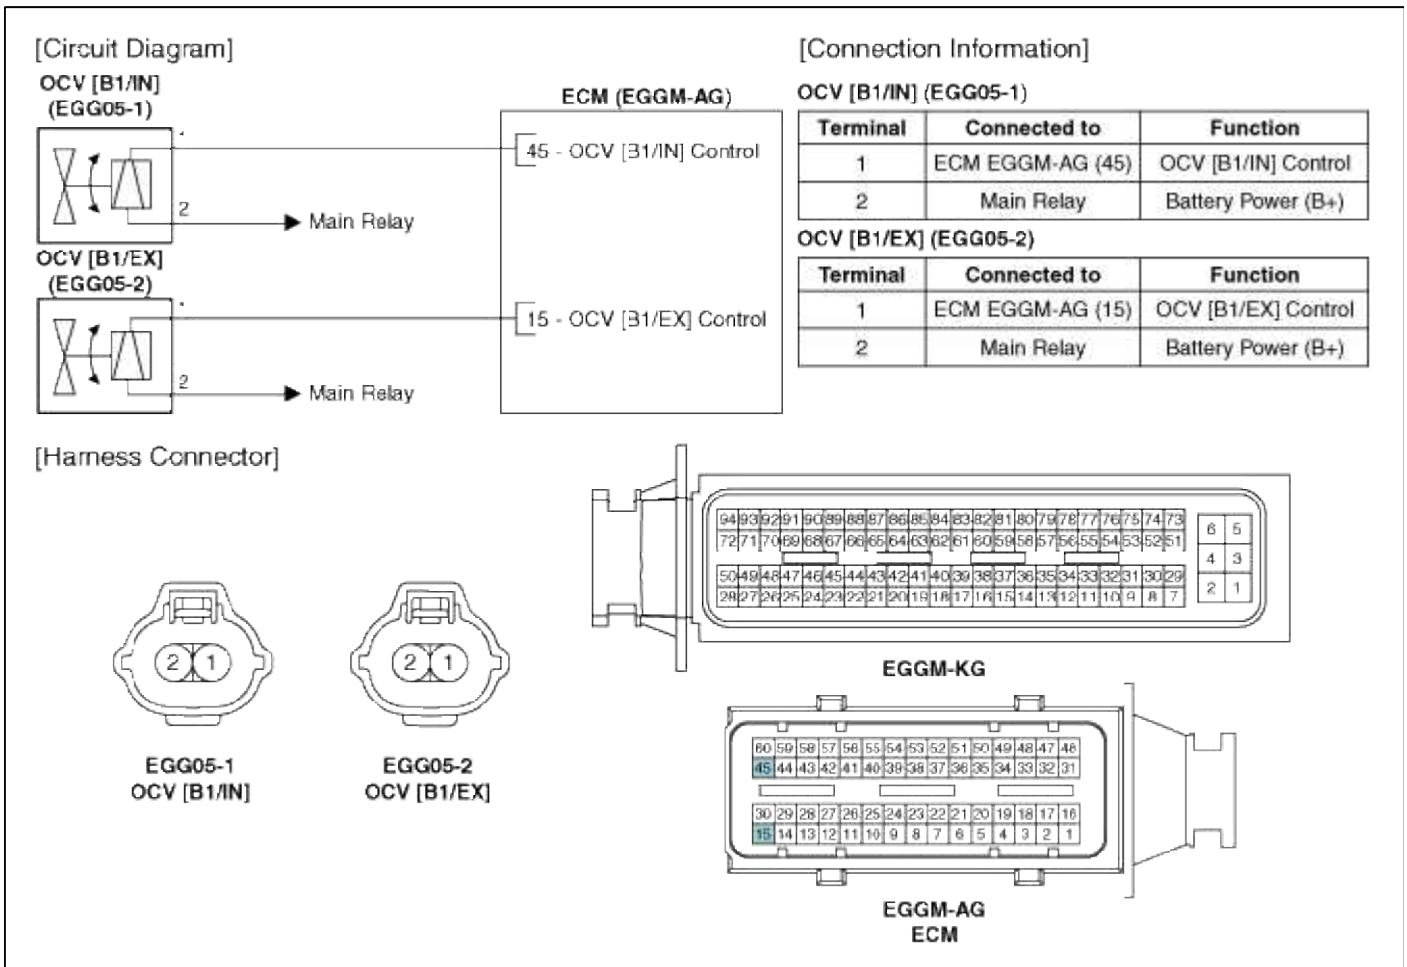 [Circuit Diagram]
OCV [B1/IN]
(EGG05-1)
1
2
Main Relay
OCV [B1/EX]
(EGG05-2)
1
2
Main Relay
ECM (EGGM-AG)
45 - OCV [B1/IN] Control
15 - OCV [B1/EX] Control
[Connection Information]
OCV [B1/IN] (EGG05-1)
Terminal Connected to Function
1 ECM EGGM-AG (45) OCV [B1/IN] Control
2 Main Relay Battery Power (B+)
OCV [B1/EX] (EGG05-2)
Terminal Connected to Function
1 ECM EGGM-AG (15) OCV [B1/EX] Control
2 Main Relay Battery Power (B+)
[Harness Connector]
2 1
EGG05-1
OCV [B1/IN]
2 1
EGG05-2
OCV [B1/EX]
94 93 92 91 90 89 88 87 86 85 84 83 82 81 80 79 78 77 76 75 74 73
72 71 70 69 68 67 66 65 64 63 62 61 60 59 58 57 56 55 54 53 52 51
50 49 48 47 46 45 44 43 42 41 40 39 38 37 36 35 34 33 32 31 30 29
28 27 26 25 24 23 22 21 20 19 18 17 16 15 14 13 12 11 10 9 8 7
6 5
4 3
2 1
EGGM-KG
60 59 58 57 56 55 54 53 52 51 50 49 48 47 46
45 44 43 42 41 40 39 38 37 36 35 34 33 32 31
30 29 28 27 26 25 24 23 22 21 20 19 18 17 16
15 14 13 12 11 10 9 8 7 6 5 4 3 2 1
EGGM-AG
ECM